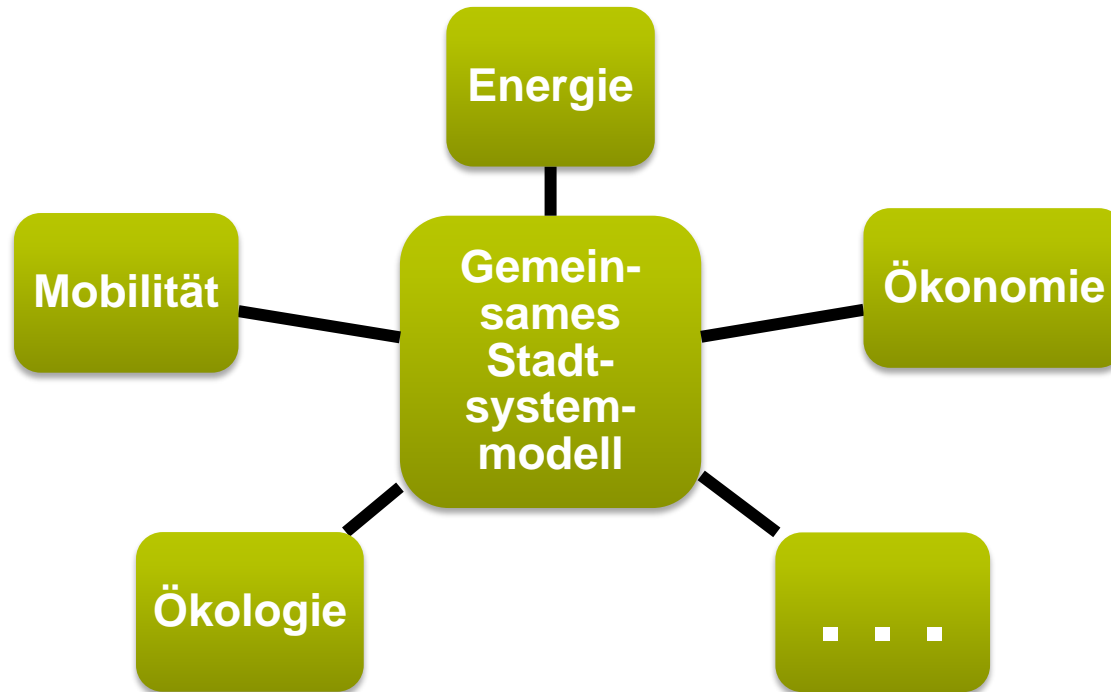 Energie
Mobilität
Gemein-
sames
Stadt-
system-
modell
Ökonomie
Ökologie
. . .